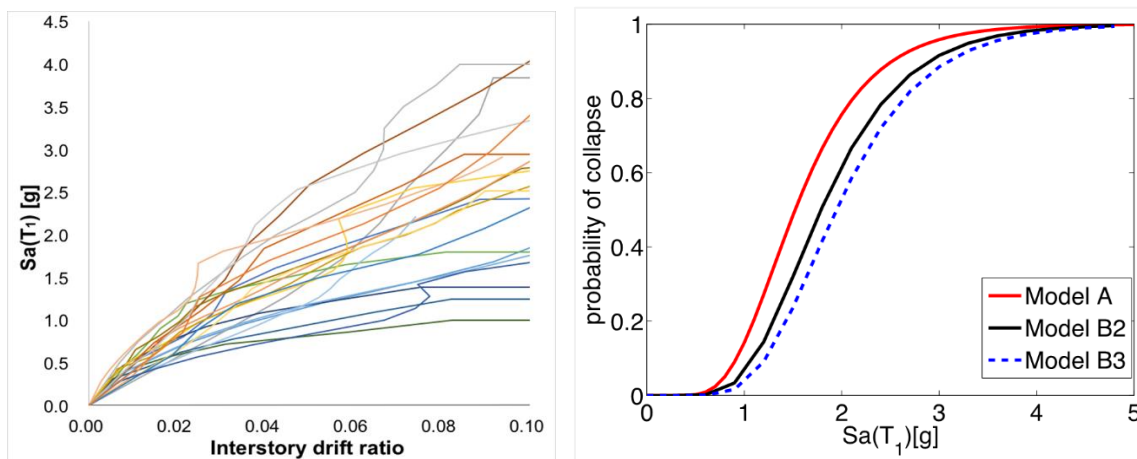 4.5
4.0
3.5
3.0
2.5
2.0
1.5
1.0
0.5
0.0
Sa(T₁) [g]
0.00 0.02 0.04 0.06 0.08 0.10
Interstory drift ratio
1
0.8
0.6
0.4
0.2
0
probability of collapse
Model A
Model B2
Model B3
0 1 2 3 4 5
Sa(T₁)[g]